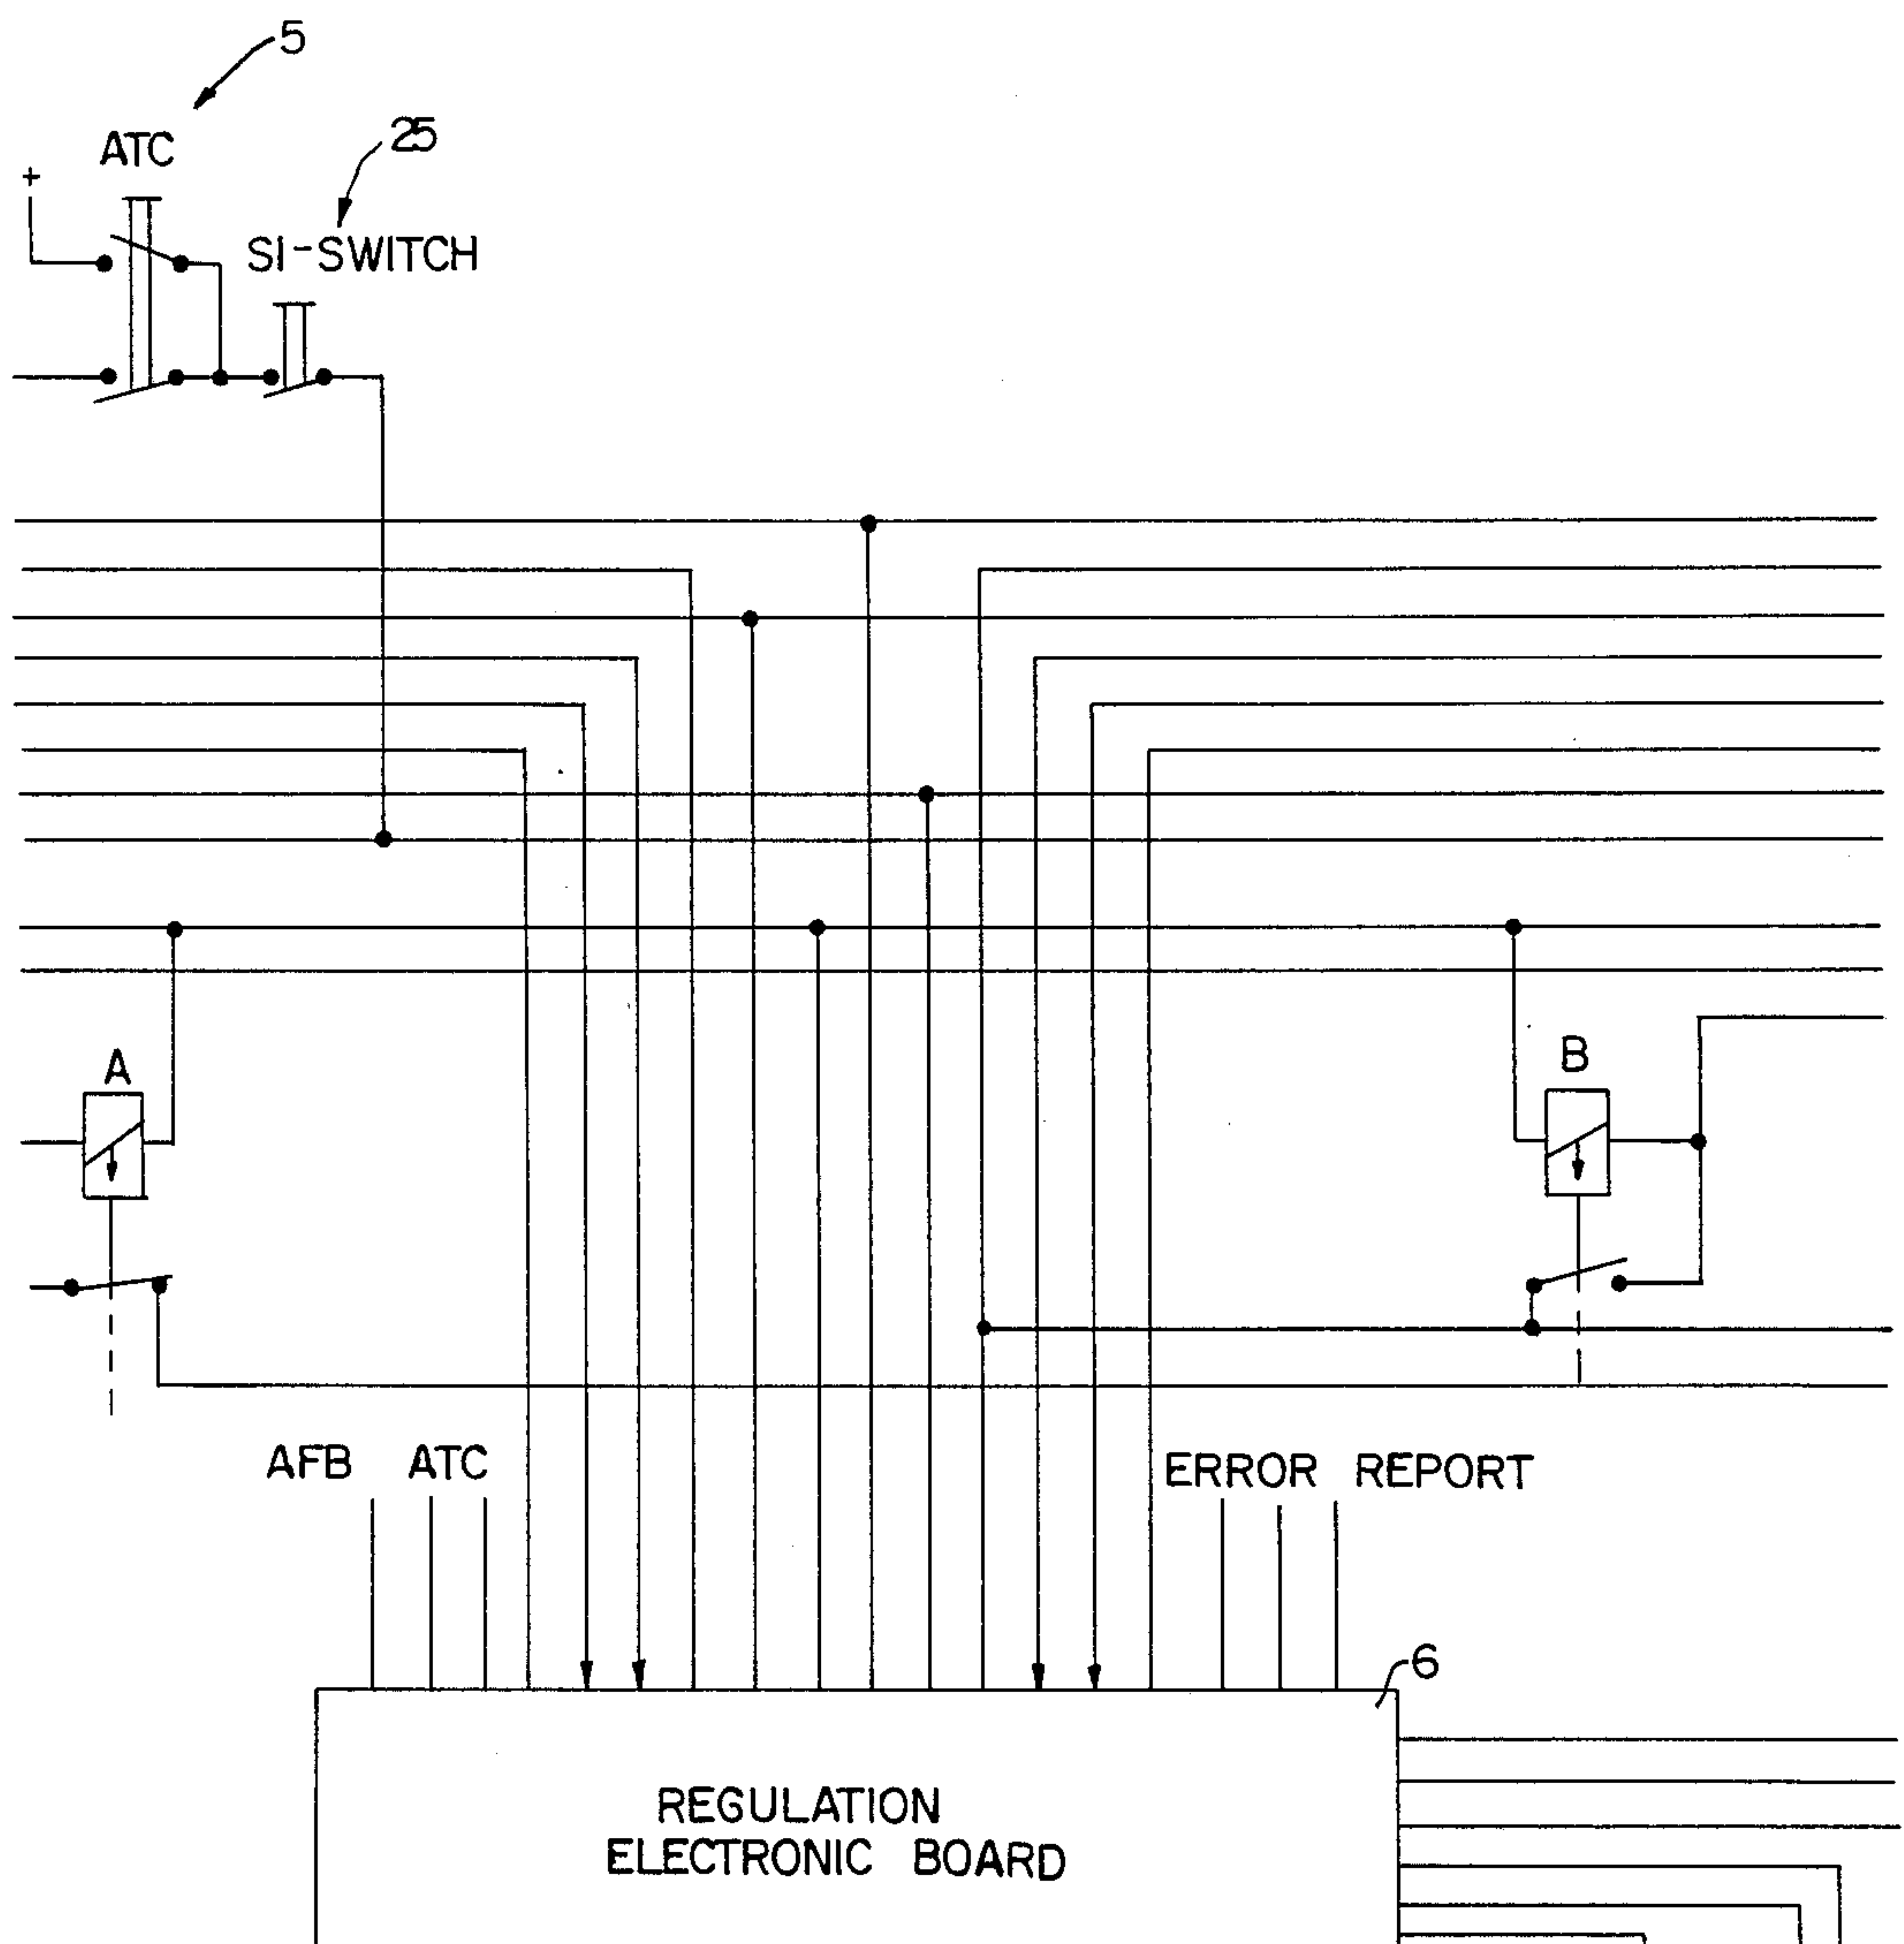 5
ATC
25
+
SI-SWITCH
A
B
AFB ATC
ERROR REPORT
6
REGULATION
ELECTRONIC BOARD